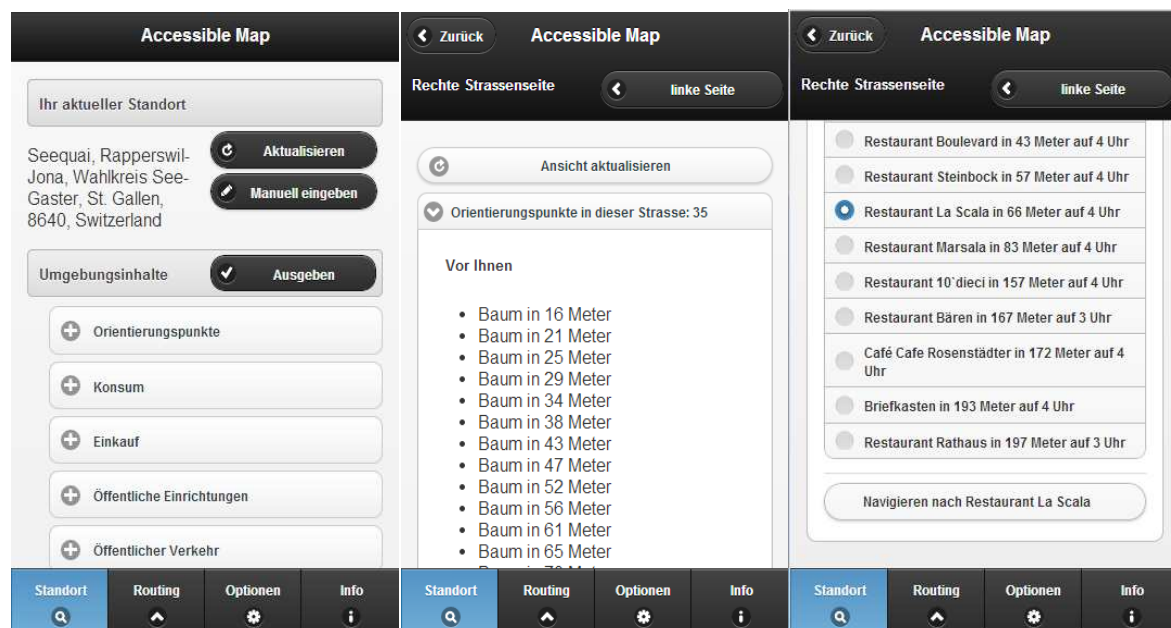 Accessible Map
Ihr aktueller Standort
Seequai, Rapperswil-
Jona, Wahlkreis See-
Gaster, St. Gallen,
8640, Switzerland
Aktualisieren
Manuell eingeben
Umgebungsinhalte
Ausgeben
Orientierungspunkte
Konsum
Einkauf
Öffentliche Einrichtungen
Öffentlicher Verkehr
Standort
Routing
Optionen
Info
Zurück
Accessible Map
Rechte Strassenseite
linke Seite
Ansicht aktualisieren
Orientierungspunkte in dieser Strasse: 35
Vor Ihnen
• Baum in 16 Meter
• Baum in 21 Meter
• Baum in 25 Meter
• Baum in 29 Meter
• Baum in 34 Meter
• Baum in 38 Meter
• Baum in 43 Meter
• Baum in 47 Meter
• Baum in 52 Meter
• Baum in 56 Meter
• Baum in 61 Meter
• Baum in 65 Meter
Standort
Routing
Optionen
Info
Zurück
Accessible Map
Rechte Strassenseite
linke Seite
Restaurant Boulevard in 43 Meter auf 4 Uhr
Restaurant Steinbock in 57 Meter auf 4 Uhr
Restaurant La Scala in 66 Meter auf 4 Uhr
Restaurant Marsala in 83 Meter auf 4 Uhr
Restaurant 10`dieci in 157 Meter auf 4 Uhr
Restaurant Bären in 167 Meter auf 3 Uhr
Café Cafe Rosenstädter in 172 Meter auf 4
Uhr
Briefkasten in 193 Meter auf 4 Uhr
Restaurant Rathaus in 197 Meter auf 3 Uhr
Navigieren nach Restaurant La Scala
Standort
Routing
Optionen
Info